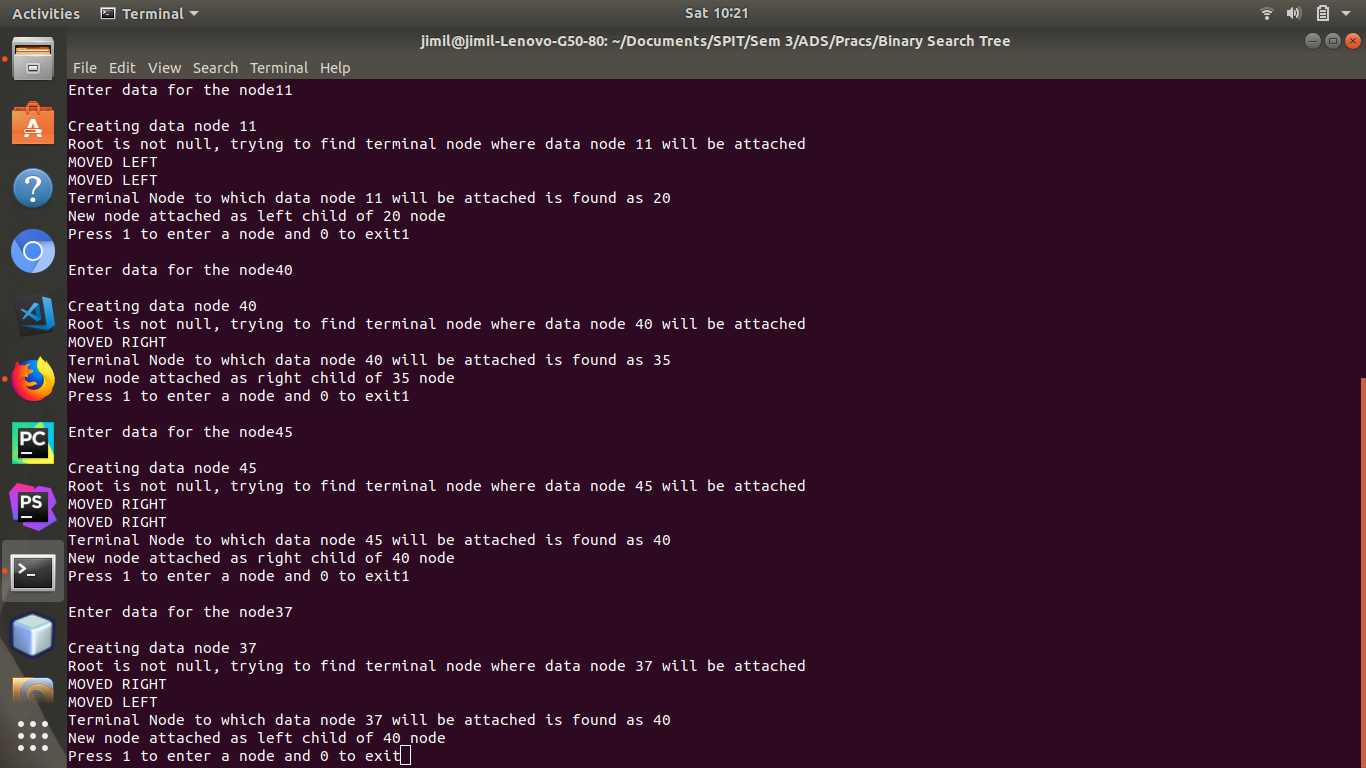 Activities Terminal Sat 10:21
jimil@jimil-Lenovo-G50-80: ~/Documents/SPIT/Sem 3/ADS/Pracs/Binary Search Tree
File Edit View Search Terminal Help
Enter data for the node11
Creating data node 11
Root is not null, trying to find terminal node where data node 11 will be attached
MOVED LEFT
MOVED LEFT
Terminal Node to which data node 11 will be attached is found as 20
New node attached as left child of 20 node
Press 1 to enter a node and 0 to exit1
Enter data for the node40
Creating data node 40
Root is not null, trying to find terminal node where data node 40 will be attached
MOVED RIGHT
Terminal Node to which data node 40 will be attached is found as 35
New node attached as right child of 35 node
Press 1 to enter a node and 0 to exit1
Enter data for the node45
Creating data node 45
Root is not null, trying to find terminal node where data node 45 will be attached
MOVED RIGHT
MOVED RIGHT
Terminal Node to which data node 45 will be attached is found as 40
New node attached as right child of 40 node
Press 1 to enter a node and 0 to exit1
Enter data for the node37
Creating data node 37
Root is not null, trying to find terminal node where data node 37 will be attached
MOVED RIGHT
MOVED LEFT
Terminal Node to which data node 37 will be attached is found as 40
New node attached as left child of 40 node
Press 1 to enter a node and 0 to exit
A
?
PC
PS
>_